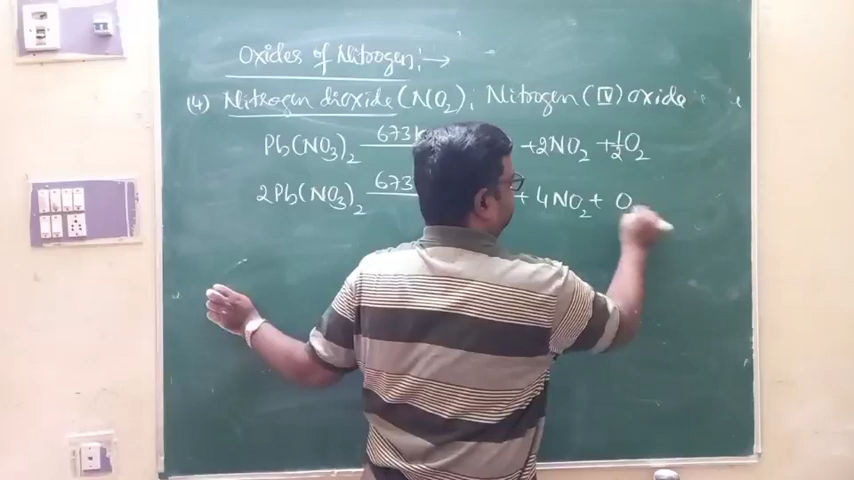 Oxides of Nitrogen:→
(4) Nitrogen dioxide (NO₂); Nitrogen (IV) oxide
Pb(NO₃)₂ 673 +2NO₂ +½O₂
2Pb(NO₃)₂ 673 + 4NO₂ + O